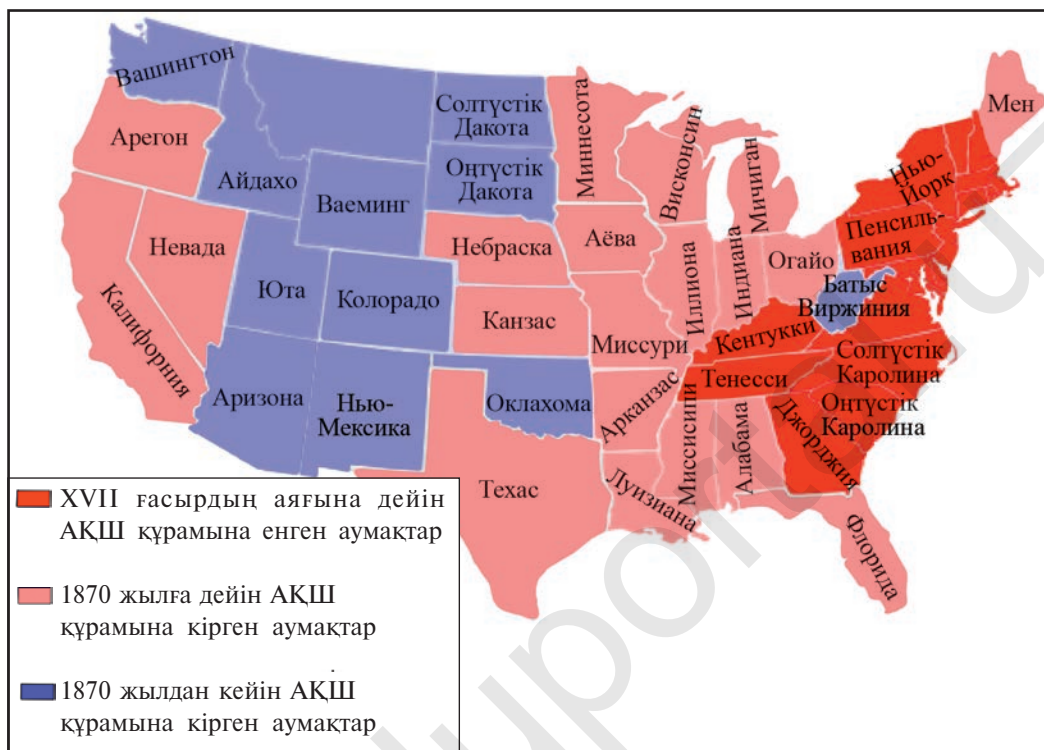 Вашингтон
Арегон
Айдахо
Солтүстік
Дакота
Оңтүстік
Дакота
Ваеминг
Невада
Калифорния
Юта
Колорадо
Аризона
Нью-
Мексика
Небраска
Канзас
Оклахома
Техас
Миннесота
Аёва
Миссури
Арканзас
Луизиана
Висконсин
Иллиона
Мичиган
Индиана
Огайо
Кентукки
Тенесси
Миссисипи
Алабама
Джорджия
Флорида
Мен
Нью-
Йорк
Пенсиль-
вания
Батыс
Виржиния
Солтүстік
Каролина
Оңтүстік
Каролина
XVII ғасырдың аяғына дейін
АҚШ құрамына енген аумақтар
1870 жылға дейін АҚШ
құрамына кірген аумақтар
1870 жылдан кейін АҚШ
құрамына кірген аумақтар